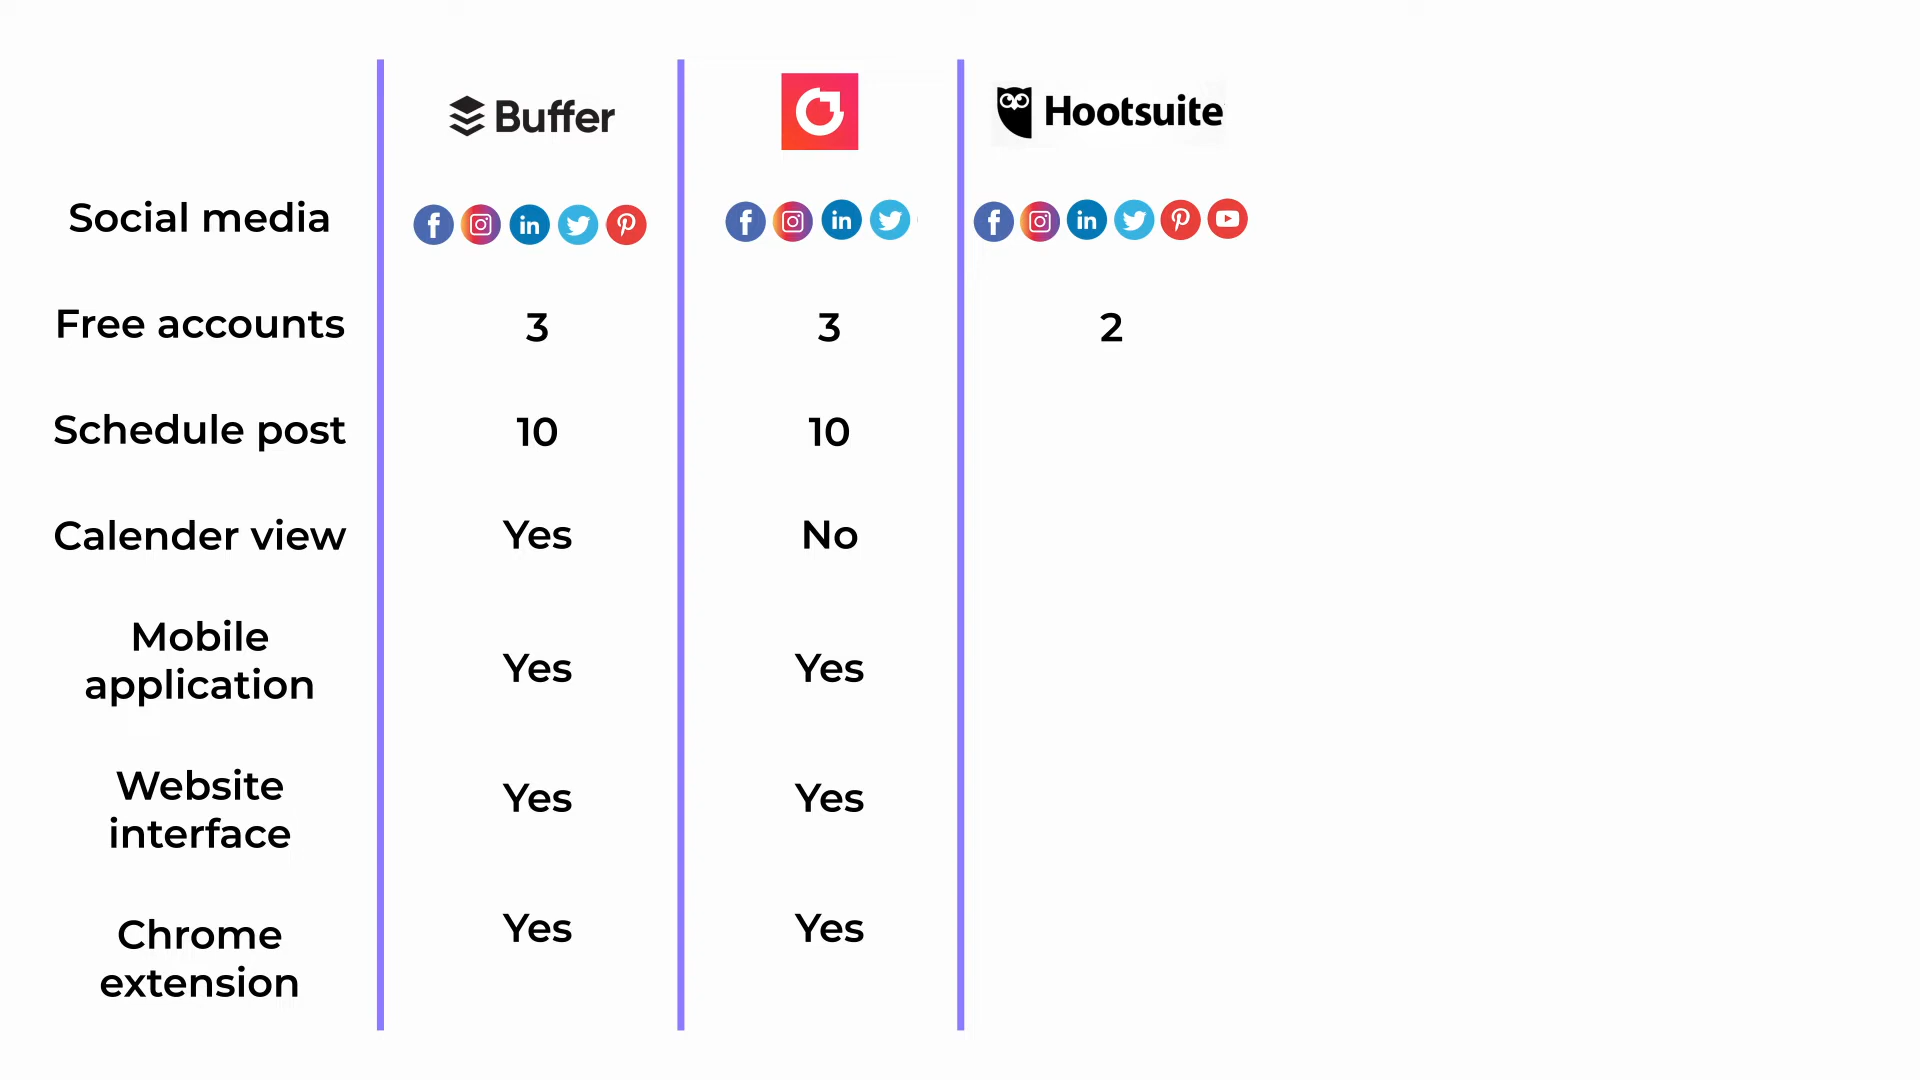 Buffer
Hootsuite
Social media
Free accounts 3 3 2
Schedule post 10 10
Calender view Yes No
Mobile
application Yes Yes
Website
interface Yes Yes
Chrome
extension Yes Yes